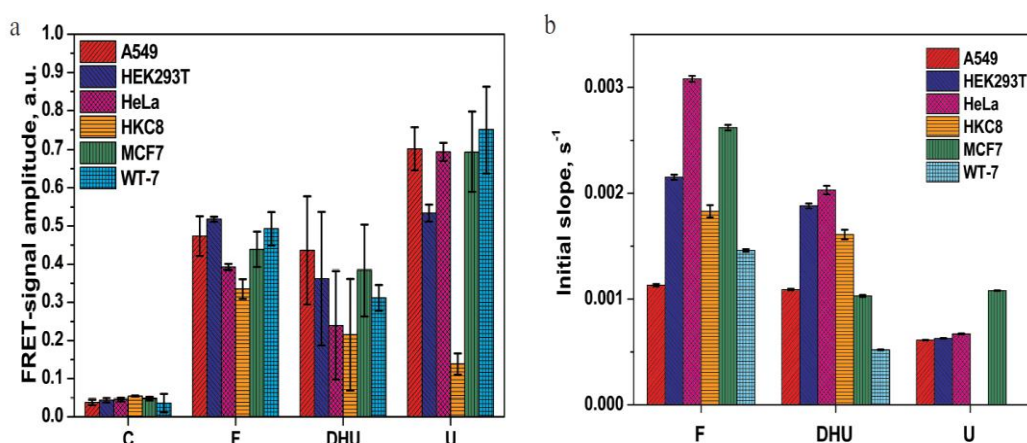 a
FRET-signal amplitude, a.u.
1.0
0.9
0.8
0.7
0.6
0.5
0.4
0.3
0.2
0.1
0.0
A549
HEK293T
HeLa
HKC8
MCF7
WT-7
C F DHU U
b
Initial slope, s⁻¹
0.003
0.002
0.001
0.000
A549
HEK293T
HeLa
HKC8
MCF7
WT-7
F DHU U